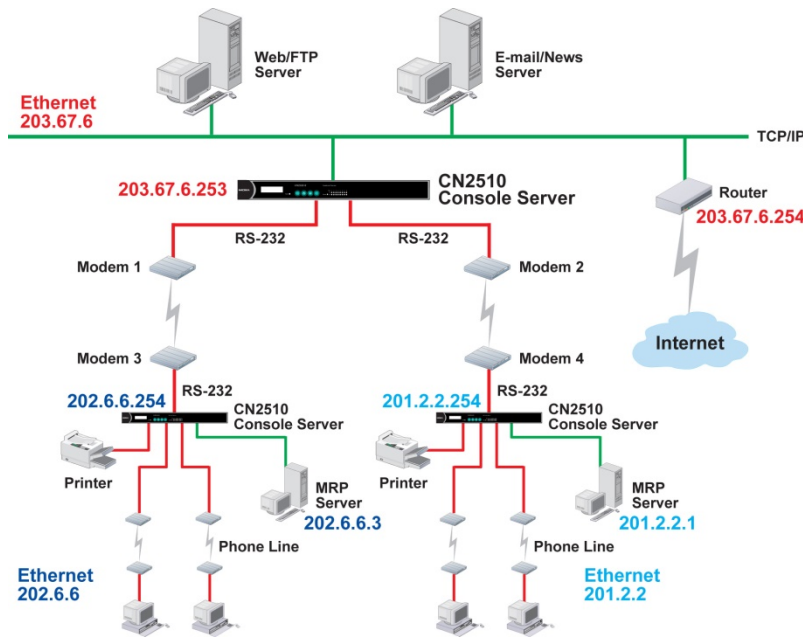 Web/FTP
Server
E-mail/News
Server
Ethernet
203.67.6
TCP/IP
203.67.6.253
CN2510
Console Server
Router
203.67.6.254
RS-232
RS-232
Modem 1
Modem 2
Internet
Modem 3
Modem 4
202.6.6.254
RS-232
CN2510
Console Server
201.2.2.254
RS-232
CN2510
Console Server
Printer
MRP
Server
202.6.6.3
Printer
MRP
Server
201.2.2.1
Phone Line
Phone Line
Ethernet
202.6.6
Ethernet
201.2.2